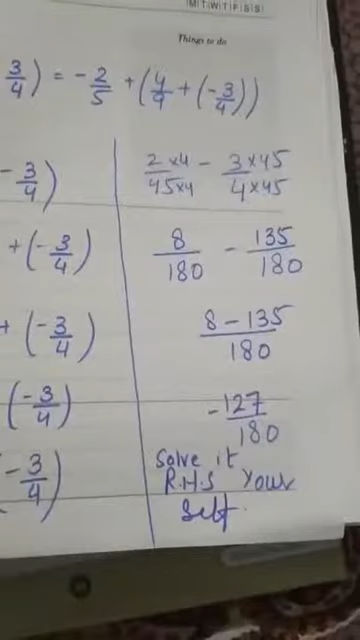 M T W T F S S
Things to do
3/4) = -2/5 + (4/9 + (-3/4))
-3/4)
+(-3/4)
+ (-3/4)
(-3/4)
-3/4)
2×4/45×4 - 3×45/4×45
8/180 - 135/180
8-135/180
-127/180
Solve it
R.H.S Your
Self.